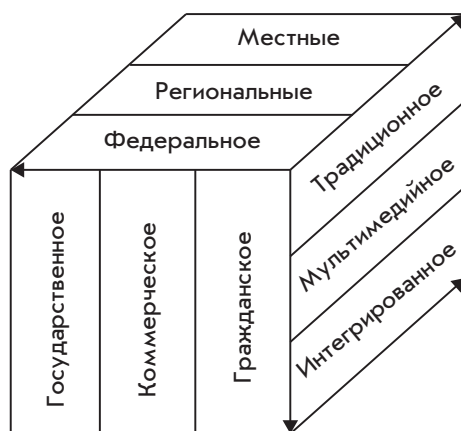 Местные
Региональные
Федеральное
Традиционное
Мультимедийное
Интегрированное
Государственное
Коммерческое
Гражданское